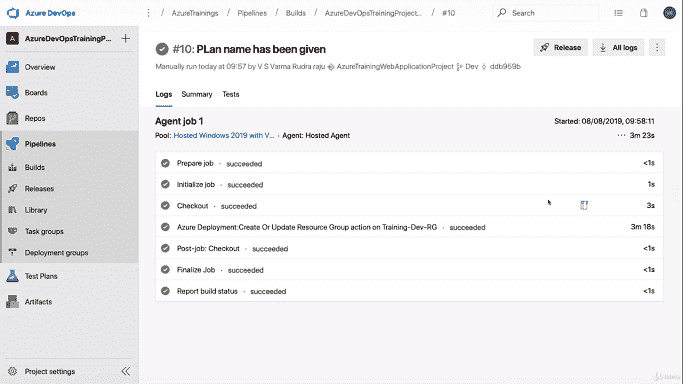 Azure DevOps
AzureTrainings / Pipelines / Builds / AzureDevOpsTrainingProject... / #10
Search
A AzureDevOpsTrainingP...
Overview
Boards
Repos
Pipelines
Builds
Releases
Library
Task groups
Deployment groups
Test Plans
Artifacts
Project settings
#10: PLan name has been given
Release
All logs
Manually run today at 09:57 by V S Varma Rudra raju AzureTrainingWebApplicationProject Dev ddb959b
Logs Summary Tests
Agent job 1
Started: 08/08/2019, 09:58:11
Pool: Hosted Windows 2019 with V... · Agent: Hosted Agent
··· 3m 23s
Prepare job · succeeded <1s
Initialize job · succeeded 1s
Checkout · succeeded 3s
Azure Deployment:Create Or Update Resource Group action on Training-Dev-RG · succeeded 3m 18s
Post-job: Checkout · succeeded <1s
Finalize Job · succeeded <1s
Report build status · succeeded <1s